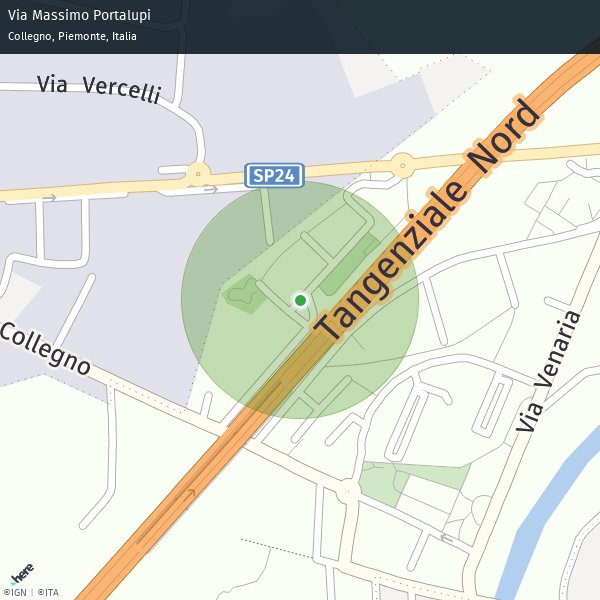 Via Massimo Portalupi
Collegno, Piemonte, Italia
Via Vercelli
SP24
Tangenziale Nord
Collegno
Via Venaria
here
©IGN | ©ITA